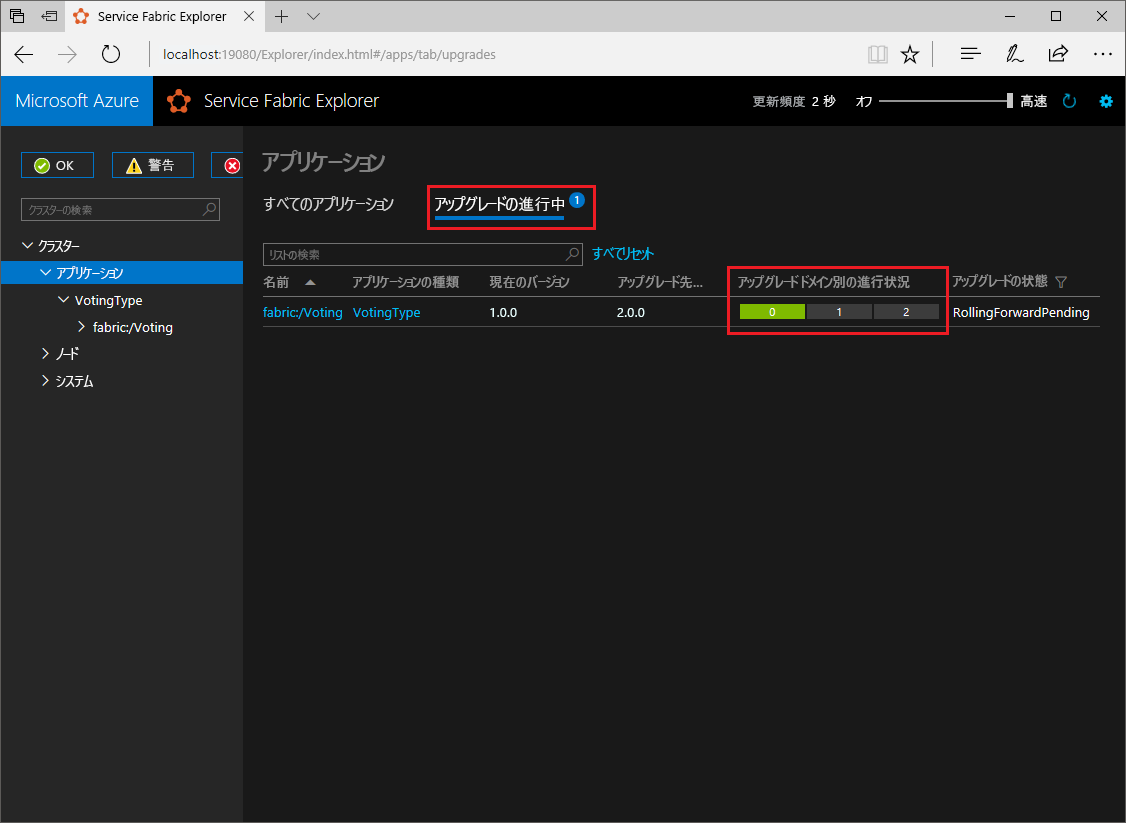 Service Fabric Explorer
localhost:19080/Explorer/index.html#/apps/tab/upgrades
Microsoft Azure
Service Fabric Explorer
更新頻度 2 秒 オフ 高速
OK 警告
クラスターの検索
クラスター
アプリケーション
VotingType
fabric:/Voting
ノード
システム
アプリケーション
すべてのアプリケーション アップグレードの進行中 1
リストの検索 すべてリセット
名前 アプリケーションの種類 現在のバージョン アップグレード先... アップグレード ドメイン別の進行状況 アップグレードの状態
fabric:/Voting VotingType 1.0.0 2.0.0 0 1 2 RollingForwardPending